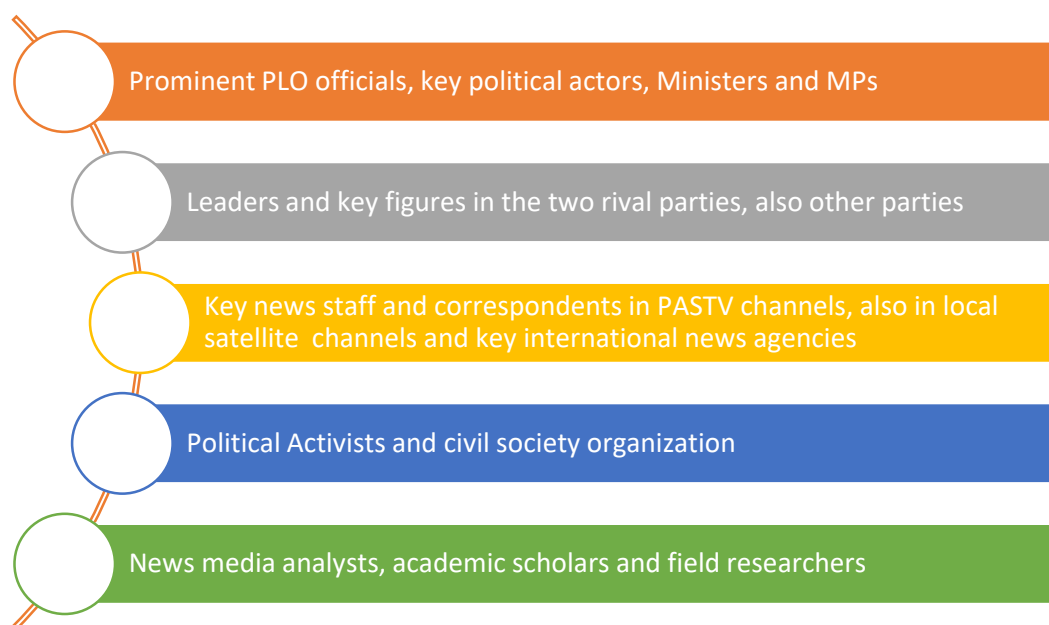 Prominent PLO officials, key political actors, Ministers and MPs
Leaders and key figures in the two rival parties, also other parties
Key news staff and correspondents in PASTV channels, also in local
satellite  channels and key international news agencies
Political Activists and civil society organization
News media analysts, academic scholars and field researchers